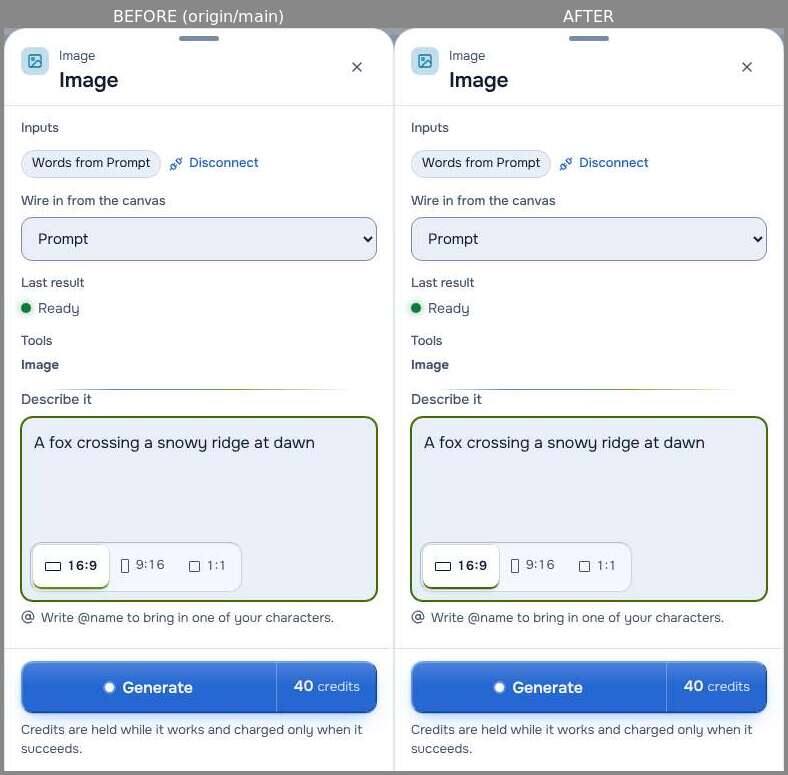 BEFORE (origin/main)
Image
Image
Inputs
Words from Prompt Disconnect
Wire in from the canvas
Prompt
Last result
Ready
Tools
Image
Describe it
A fox crossing a snowy ridge at dawn
16:9 9:16 1:1
@ Write @name to bring in one of your characters.
Generate 40 credits
Credits are held while it works and charged only when it
succeeds.
AFTER
Image
Image
Inputs
Words from Prompt Disconnect
Wire in from the canvas
Prompt
Last result
Ready
Tools
Image
Describe it
A fox crossing a snowy ridge at dawn
16:9 9:16 1:1
@ Write @name to bring in one of your characters.
Generate 40 credits
Credits are held while it works and charged only when it
succeeds.